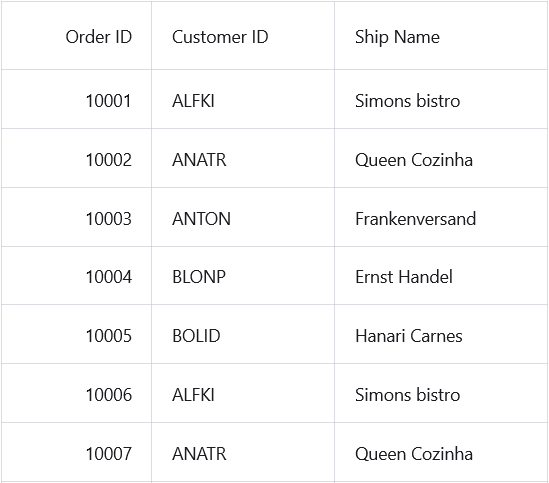 Order ID Customer ID Ship Name
10001 ALFKI Simons bistro
10002 ANATR Queen Cozinha
10003 ANTON Frankenversand
10004 BLONP Ernst Handel
10005 BOLID Hanari Carnes
10006 ALFKI Simons bistro
10007 ANATR Queen Cozinha